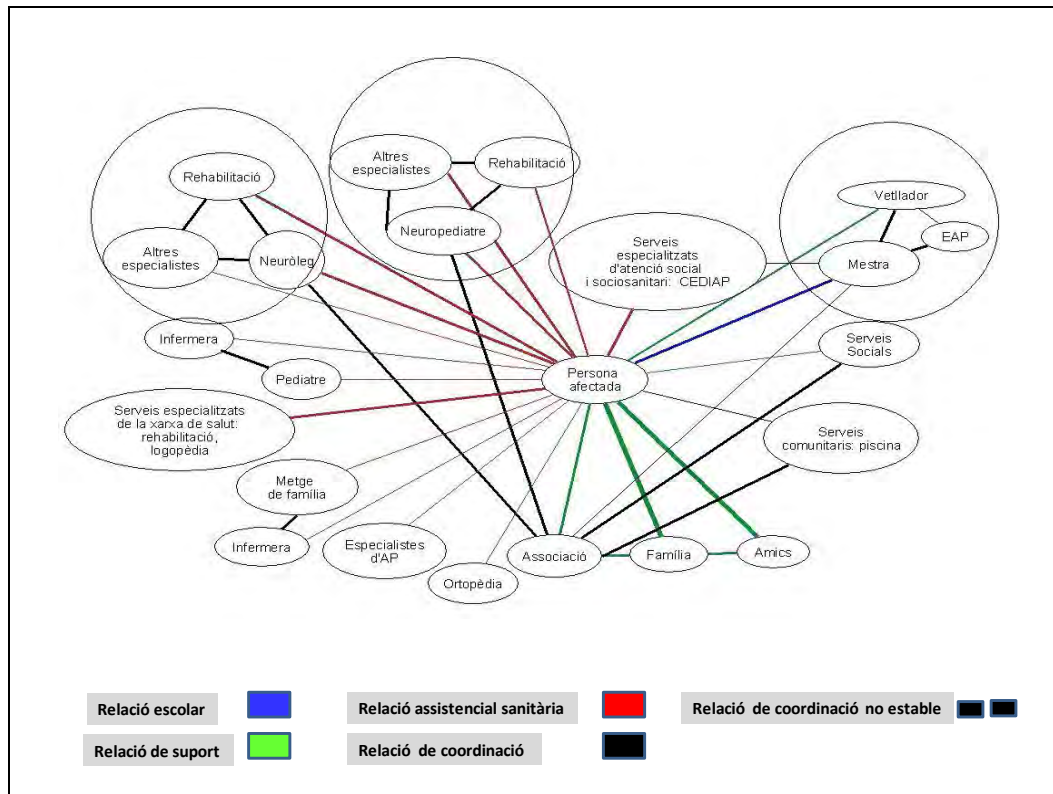 Altres
especialistes
Rehabilitació
Neuropediatre
Rehabilitació
Altres
especialistes
Neuròleg
Serveis
especialitzats
d'atenció social
i sociosanitari: CEDIAP
Vetllador
EAP
Mestra
Infermera
Pediatre
Persona
afectada
Serveis
Socials
Serveis especialitzats
de la xarxa de salut:
rehabilitació,
logopèdia
Serveis
comunitaris: piscina
Metge
de família
Infermera
Especialistes
d'AP
Ortopèdia
Associació
Família
Amics
Relació escolar
Relació assistencial sanitària
Relació de coordinació no estable
Relació de suport
Relació de coordinació